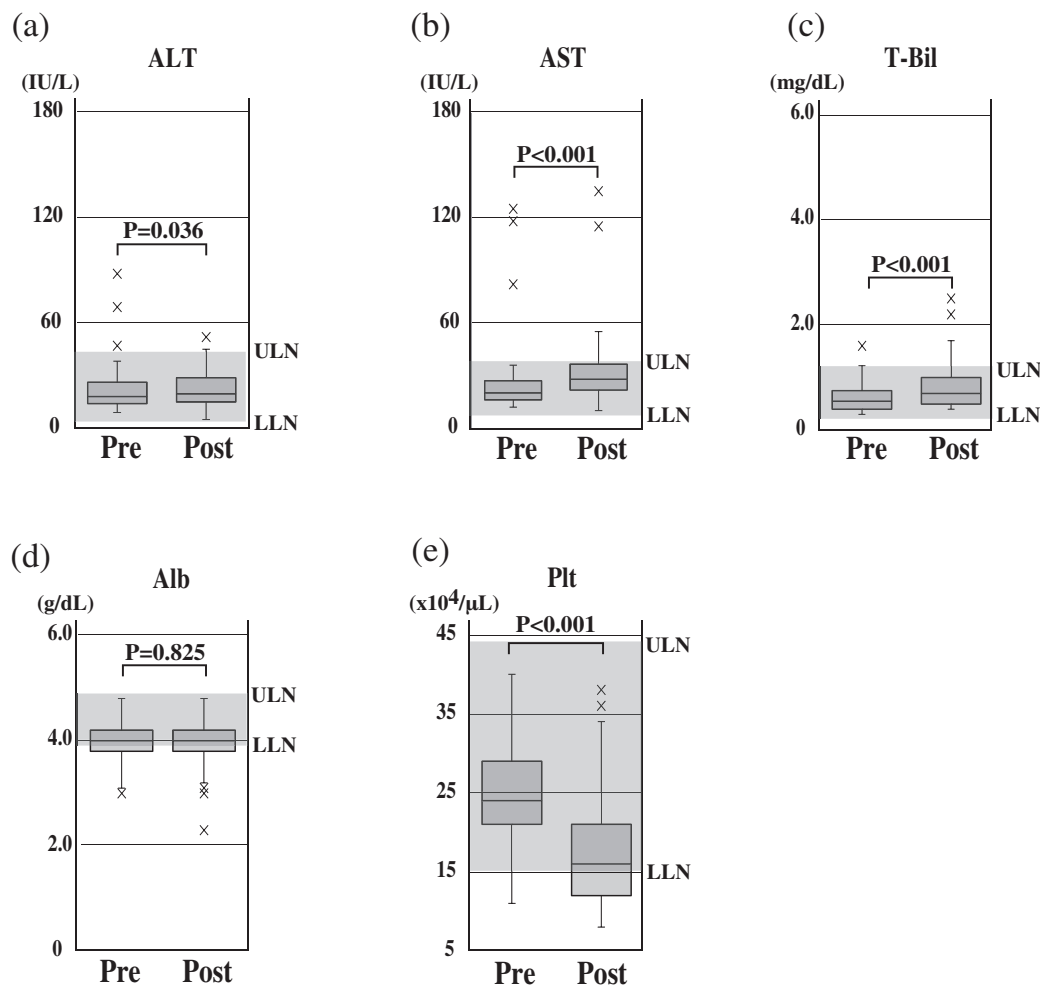 (a)
ALT
(IU/L)
180
120
P=0.036
60
ULN
0
LLN
Pre Post
(b)
AST
(IU/L)
180
P<0.001
120
60
ULN
LLN
0
Pre Post
(c)
T-Bil
(mg/dL)
6.0
4.0
P<0.001
2.0
ULN
LLN
0
Pre Post
(d)
Alb
(g/dL)
6.0
P=0.825
ULN
4.0
LLN
2.0
0
Pre Post
(e)
Plt
(x10⁴/μL)
45
P<0.001
ULN
35
25
15
LLN
5
Pre Post